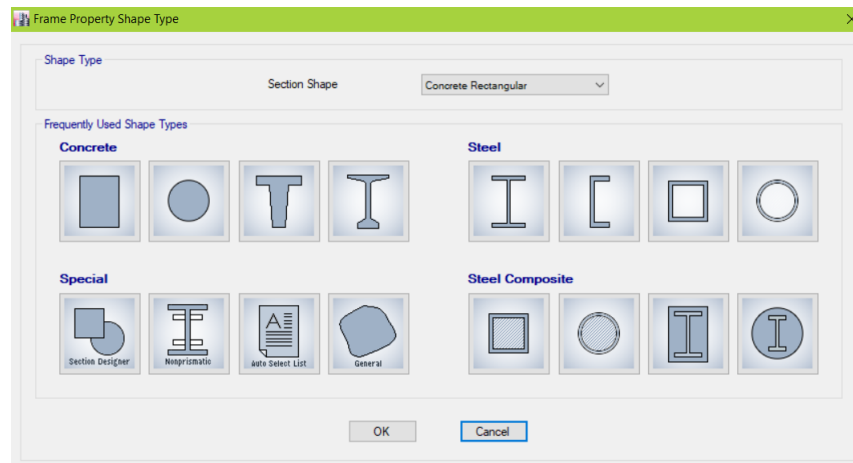 Frame Property Shape Type
Shape Type
Section Shape
Concrete Rectangular
Frequently Used Shape Types
Concrete
Steel
Special
Steel Composite
Section Designer
Nonprismatic
A
Auto Select List
General
OK
Cancel